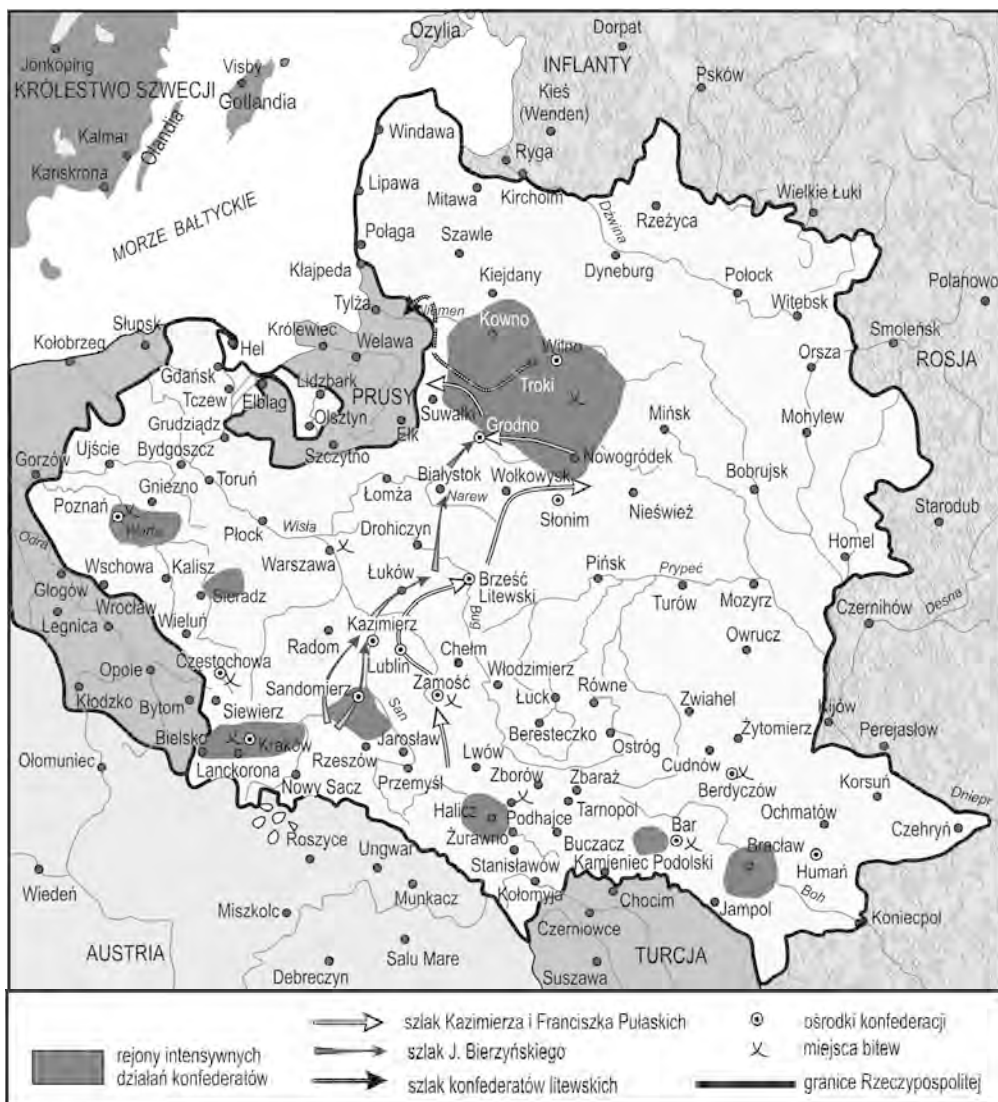 Ozylia
Dorpat
INFLANTY
Psków
Jönköping
Visby
KRÓLESTWO SZWECJI
Gotlandia
Kieś
(Wenden)
Windawa
Kalmar
Olandia
Ryga
Karlskrona
Lipawa
Mitawa
Kircholm
Wielkie Łuki
Rzeżyca
MORZE BAŁTYCKIE
Dźwina
Połąga
Szawle
Dyneburg
Połock
Kłajpeda
Kiejdany
Polanowo
Tylża
Niemen
Witebsk
Słupsk
Królewiec
Kowno
Smoleńsk
Kołobrzeg
Hel
Welawa
Wilno
Orsza
ROSJA
Gdańsk
Lidzbark
Troki
Tczew
Elbląg
PRUSY
Suwałki
Mińsk
Mohylew
Grudziądz
Olsztyn
Ełk
Grodno
Ujście
Bydgoszcz
Szczytno
Nowogródek
Gorzów
Toruń
Białystok
Wołkowysk
Bobrujsk
Gniezno
Łomża
Narew
Starodub
Poznań
Słonim
Nieśwież
Warta
Płock
Wisła
Drohiczyn
Homel
Odra
Wschowa
Kalisz
Warszawa
Pińsk
Prypeć
Głogów
Łuków
Brześć
Litewski
Czernihów
Wrocław
Sieradz
Turów
Mozyrz
Desna
Legnica
Wieluń
Kazimierz
Bug
Owrucz
Radom
Chełm
Częstochowa
Lublin
Włodzimierz
Opole
Sandomierz
Zamość
Równe
Zwiahel
Kłodzko
Łuck
Kijów
Bytom
Siewierz
San
Beresteczko
Żytomierz
Perejasław
Bielsko
Kraków
Jarosław
Ostróg
Ołomuniec
Lanckorona
Rzeszów
Lwów
Zbaraż
Cudnów
Przemyśl
Zborów
Berdyczów
Korsuń
Nowy Sacz
Tarnopol
Dniepr
Halicz
Podhajce
Ochmatów
Roszyce
Żurawno
Buczacz
Bar
Czehryń
Ungwar
Bracław
Stanisławów
Kamieniec Podolski
Humań
Wiedeń
Munkacz
Kołomyja
Boh
Miszkolc
Chocim
Jampol
Koniecpol
Czerniowce
AUSTRIA
Salu Mare
TURCJA
Debreczyn
Suszawa
rejony intensywnych
działań konfederatów
szlak Kazimierza i Franciszka Pułaskich
szlak J. Bierzyńskiego
szlak konfederatów litewskich
ośrodki konfederacji
miejsca bitew
granice Rzeczypospolitej